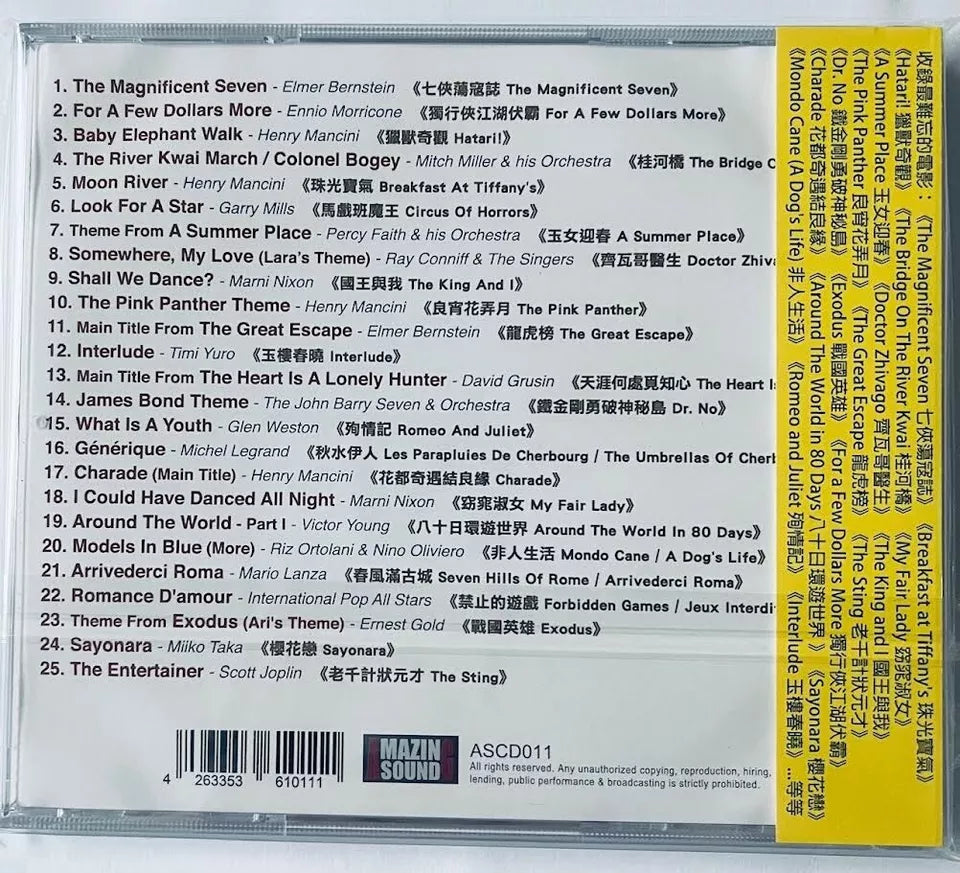 1. The Magnificent Seven - Elmer Bernstein 《七俠蕩寇誌 The Magnificent Seven》
2. For A Few Dollars More - Ennio Morricone 《獨行俠江湖伏霸 For A Few Dollars More》
3. Baby Elephant Walk - Henry Mancini 《獵獸奇觀 Hatari!》
4. The River Kwai March / Colonel Bogey - Mitch Miller & his Orchestra 《桂河橋 The Bridge
5. Moon River - Henry Mancini 《珠光寶氣 Breakfast At Tiffany's》
6. Look For A Star - Garry Mills 《馬戲班魔王 Circus Of Horrors》
7. Theme From A Summer Place - Percy Faith & his Orchestra 《玉女迎春 A Summer Place》
8. Somewhere, My Love (Lara's Theme) - Ray Conniff & The Singers 《齊瓦哥醫生 Doctor Zhiva
9. Shall We Dance? - Marni Nixon 《國王與我 The King And I》
10. The Pink Panther Theme - Henry Mancini 《良宵花弄月 The Pink Panther》
11. Main Title From The Great Escape - Elmer Bernstein 《龍虎榜 The Great Escape》
12. Interlude - Timi Yuro 《玉樓春曉 Interlude》
13. Main Title From The Heart Is A Lonely Hunter - David Grusin 《天涯何處覓知心 The Heart
14. James Bond Theme - The John Barry Seven & Orchestra 《鐵金剛勇破神秘島 Dr. No》
15. What Is A Youth - Glen Weston 《殉情記 Romeo And Juliet》
16. Générique - Michel Legrand 《秋水伊人 Les Parapluies De Cherbourg / The Umbrellas Of Cherb
17. Charade (Main Title) - Henry Mancini 《花都奇遇結良緣 Charade》
18. I Could Have Danced All Night - Marni Nixon 《窈窕淑女 My Fair Lady》
19. Around The World - Part I - Victor Young 《八十日環遊世界 Around The World In 80 Days》
20. Models In Blue (More) - Riz Ortolani & Nino Oliviero 《非人生活 Mondo Cane / A Dog's Life》
21. Arrivederci Roma - Mario Lanza 《春風滿古城 Seven Hills Of Rome / Arrivederci Roma》
22. Romance D'amour - International Pop All Stars 《禁止的遊戲 Forbidden Games / Jeux Interdi
23. Theme From Exodus (Ari's Theme) - Ernest Gold 《戰國英雄 Exodus》
24. Sayonara - Miiko Taka 《櫻花戀 Sayonara》
25. The Entertainer - Scott Joplin 《老千計狀元才 The Sting》
4 263353 610111
AMAZING SOUND
ASCD011
All rights reserved. Any unauthorized copying, reproduction, hiring,
lending, public performance & broadcasting is strictly prohibited.
收錄最難忘的電影：《The Magnificent Seven 七俠蕩寇誌》《Breakfast at Tiffany's 珠光寶氣》
《Hatari! 獵獸奇觀》《The Bridge On The River Kwai 桂河橋》《My Fair Lady 窈窕淑女》
《A Summer Place 玉女迎春》《Doctor Zhivago 齊瓦哥醫生》《The King and I 國王與我》
《The Pink Panther 良宵花弄月》《The Great Escape 龍虎榜》《The Sting 老千計狀元才》
《Dr. No 鐵金剛勇破神秘島》《Exodus 戰國英雄》《For a Few Dollars More 獨行俠江湖伏霸》
《Charade 花都奇遇結良緣》《Around The World in 80 Days 八十日環遊世界》《Sayonara 櫻花戀》
《Mondo Cane (A Dog's Life) 非人生活》《Romeo and Juliet 殉情記》《Interlude 玉樓春曉》...等等